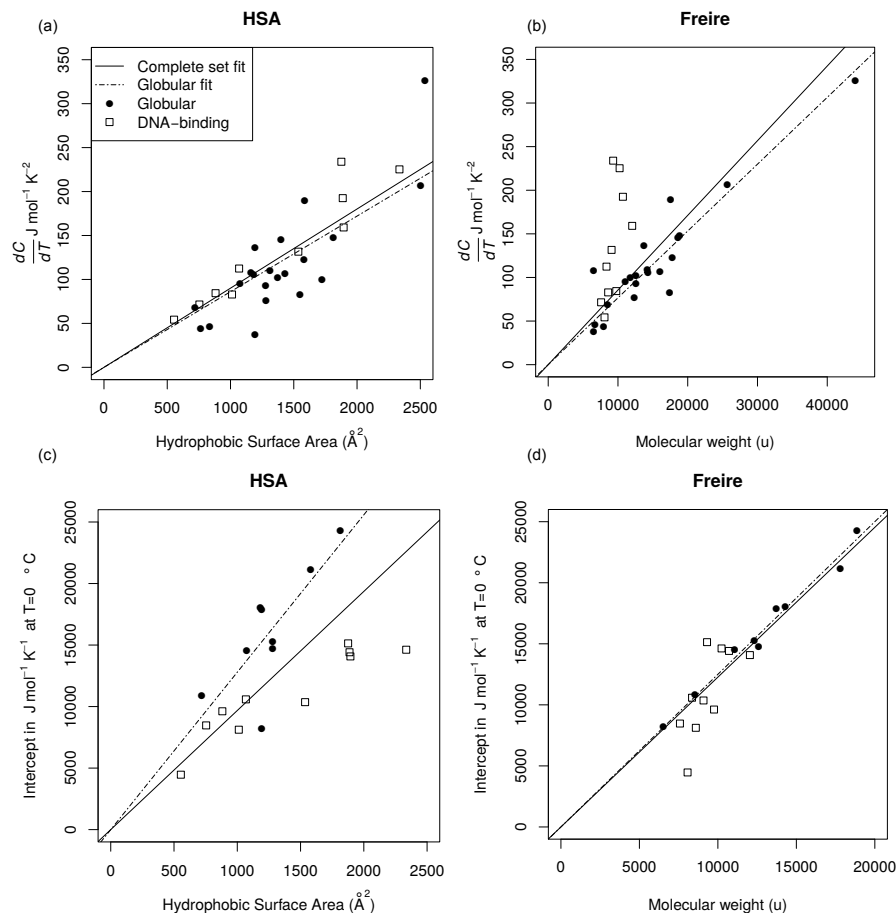 (a)
HSA
Complete set fit
Globular fit
Globular
DNA−binding
dC/dT J mol−1 K−2
0 50 100 150 200 250 300 350
0 500 1000 1500 2000 2500
Hydrophobic Surface Area (Å2)
(b)
Freire
dC/dT J mol−1 K−2
0 50 100 150 200 250 300 350
0 10000 20000 30000 40000
Molecular weight (u)
(c)
HSA
Intercept in J mol−1 K−1 at T=0 ° C
0 5000 10000 15000 20000 25000
0 500 1000 1500 2000 2500
Hydrophobic Surface Area (Å2)
(d)
Freire
Intercept in J mol−1 K−1 at T=0 ° C
0 5000 10000 15000 20000 25000
0 5000 10000 15000 20000
Molecular weight (u)